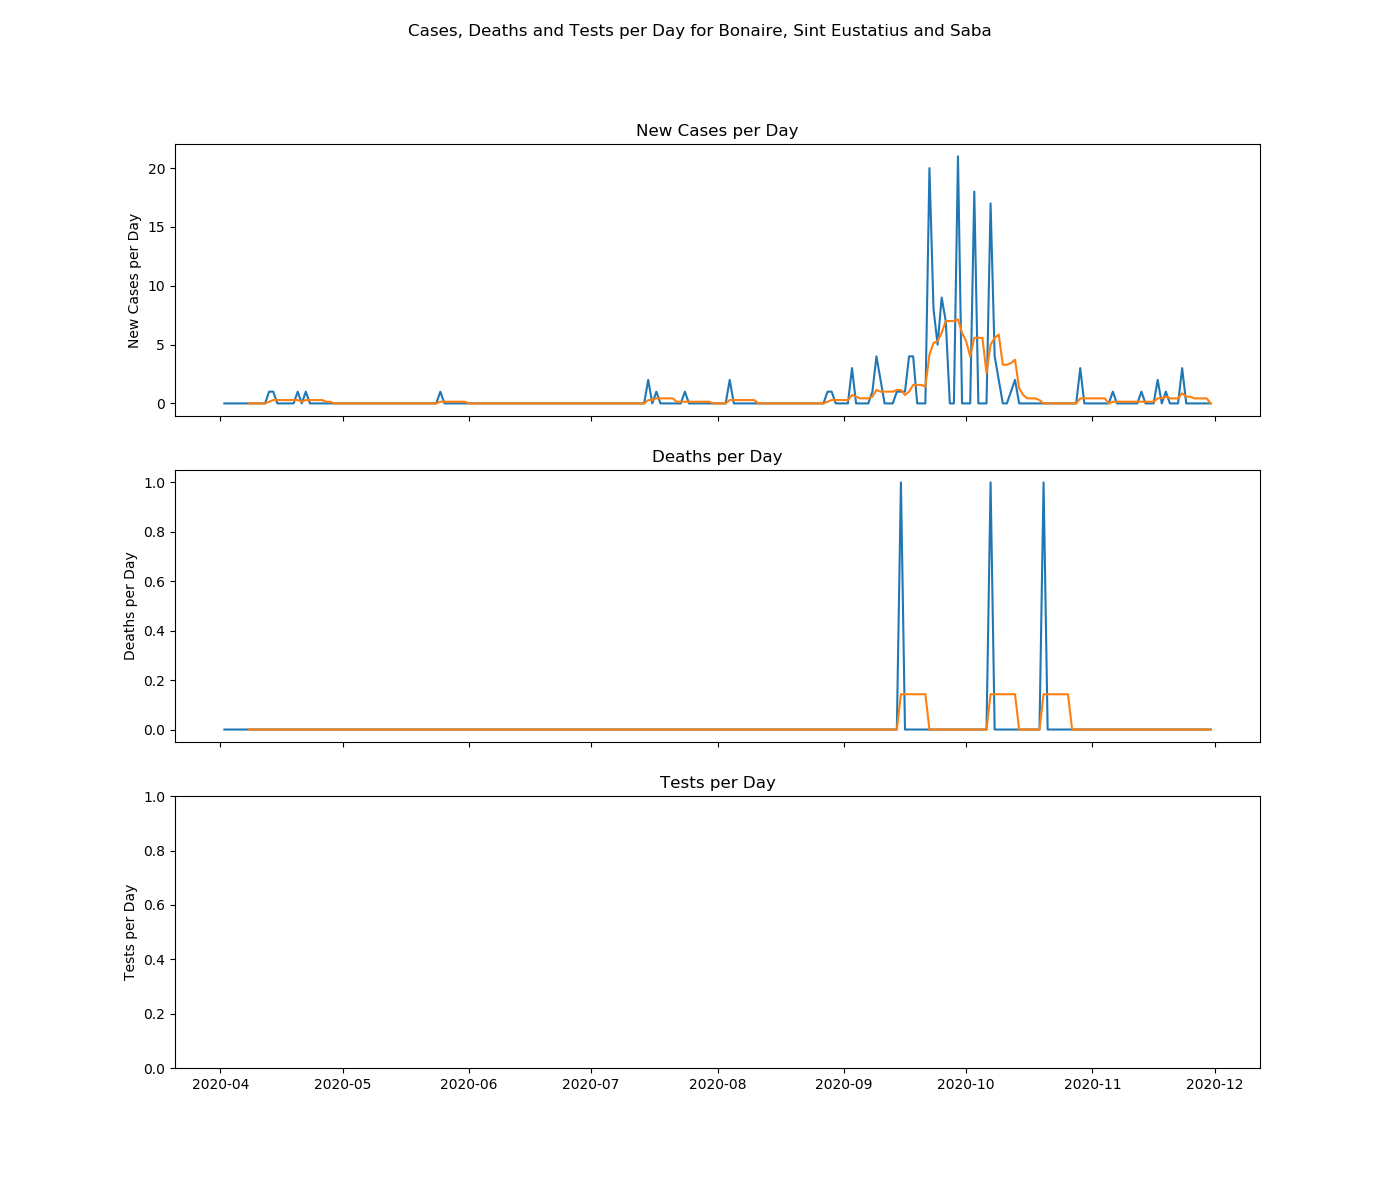 Cases, Deaths and Tests per Day for Bonaire, Sint Eustatius and Saba
New Cases per Day
New Cases per Day
20
15
10
5
0
Deaths per Day
Deaths per Day
1.0
0.8
0.6
0.4
0.2
0.0
Tests per Day
Tests per Day
1.0
0.8
0.6
0.4
0.2
0.0
2020-04 2020-05 2020-06 2020-07 2020-08 2020-09 2020-10 2020-11 2020-12